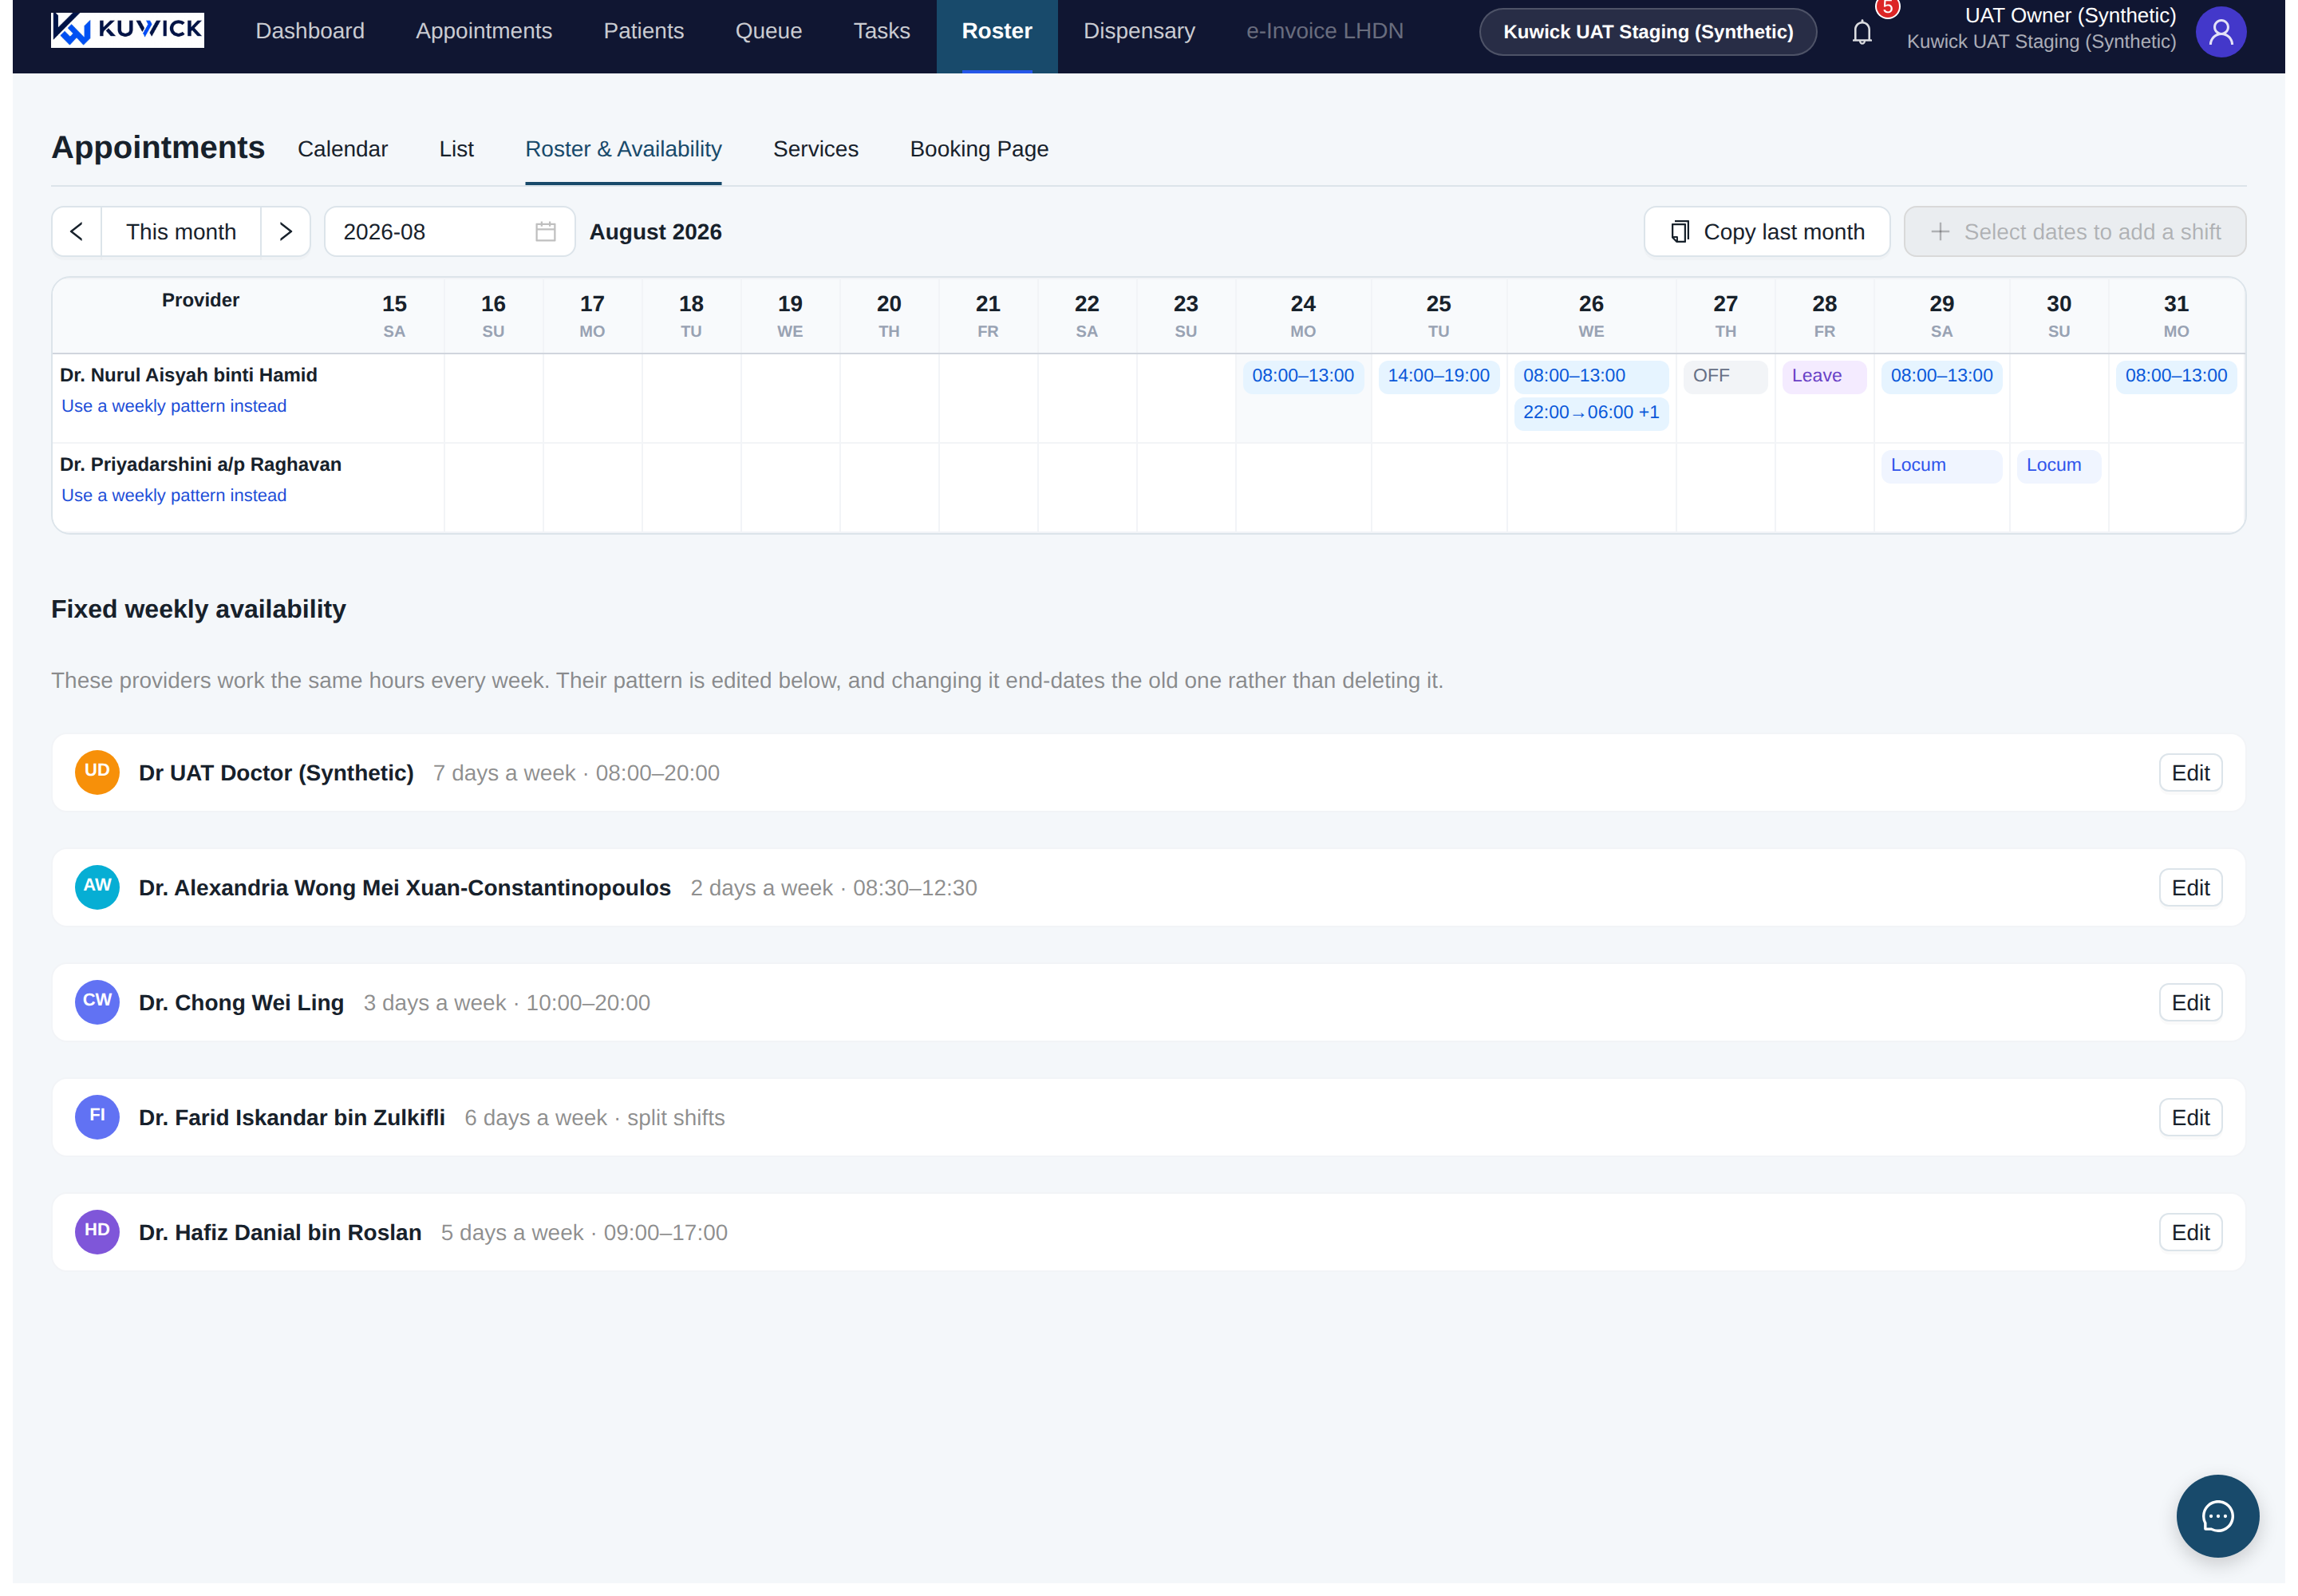 KUWICK Dashboard Appointments Patients Queue Tasks Roster Dispensary e-Invoice LHDN Kuwick UAT Staging (Synthetic) 5 UAT Owner (Synthetic)
Kuwick UAT Staging (Synthetic)
Appointments Calendar List Roster & Availability Services Booking Page
This month 2026-08 August 2026 Copy last month Select dates to add a shift
Provider 15 16 17 18 19 20 21 22 23 24 25 26 27 28 29 30 31
SA SU MO TU WE TH FR SA SU MO TU WE TH FR SA SU MO
Dr. Nurul Aisyah binti Hamid 08:00–13:00 14:00–19:00 08:00–13:00 OFF Leave 08:00–13:00 08:00–13:00
Use a weekly pattern instead 22:00→06:00 +1
Dr. Priyadarshini a/p Raghavan Locum Locum
Use a weekly pattern instead
Fixed weekly availability
These providers work the same hours every week. Their pattern is edited below, and changing it end-dates the old one rather than deleting it.
UD Dr UAT Doctor (Synthetic) 7 days a week · 08:00–20:00 Edit
AW Dr. Alexandria Wong Mei Xuan-Constantinopoulos 2 days a week · 08:30–12:30 Edit
CW Dr. Chong Wei Ling 3 days a week · 10:00–20:00 Edit
FI Dr. Farid Iskandar bin Zulkifli 6 days a week · split shifts Edit
HD Dr. Hafiz Danial bin Roslan 5 days a week · 09:00–17:00 Edit